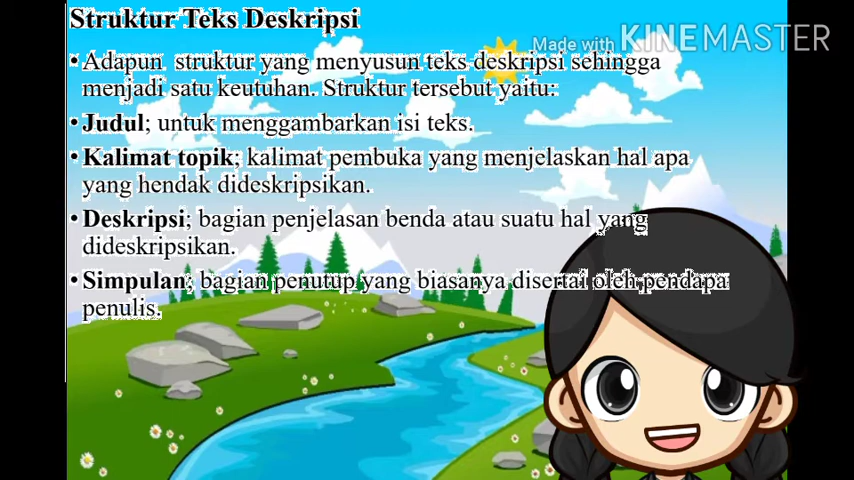 Struktur Teks Deskripsi
Made with KINEMASTER
• Adapun struktur yang menyusun teks deskripsi sehingga
menjadi satu keutuhan. Struktur tersebut yaitu:
• Judul; untuk menggambarkan isi teks.
• Kalimat topik; kalimat pembuka yang menjelaskan hal apa
yang hendak dideskripsikan.
• Deskripsi; bagian penjelasan benda atau suatu hal yang
dideskripsikan.
• Simpulan; bagian penutup yang biasanya disertai oleh pendapa
penulis.